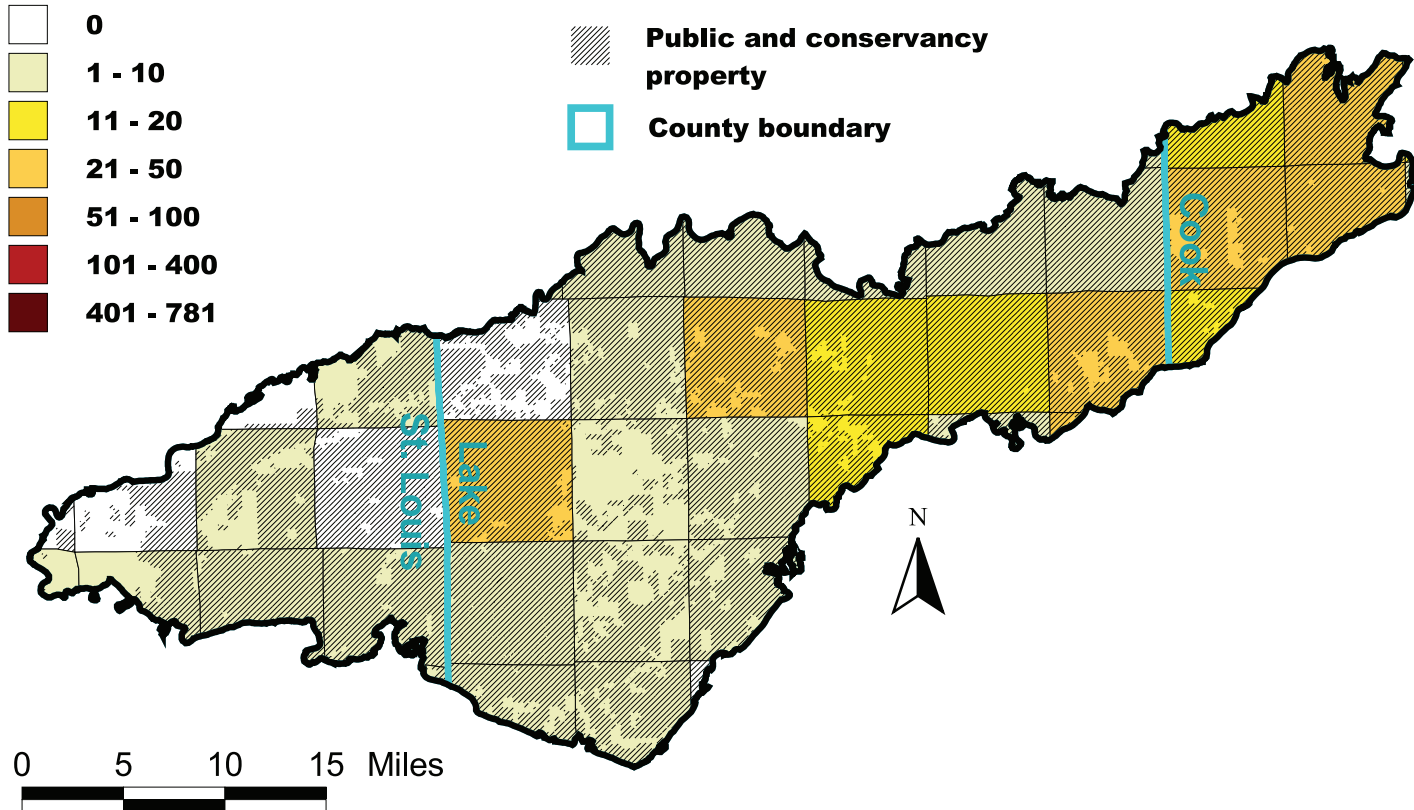 0
1 - 10
11 - 20
21 - 50
51 - 100
101 - 400
401 - 781
Public and conservancy
property
County boundary
Cook
Lake
St. Louis
N
0 5 10 15 Miles